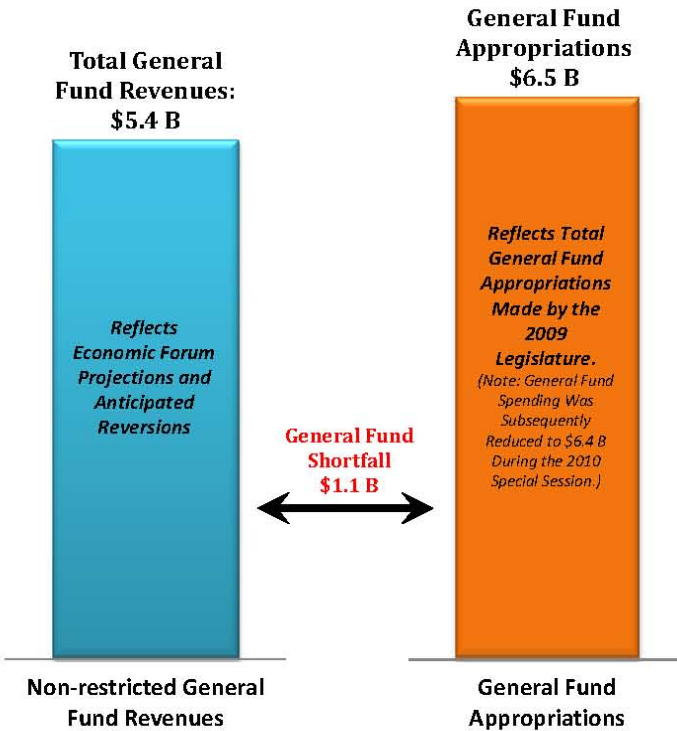 Total General
Fund Revenues:
$5.4 B
Reflects
Economic Forum
Projections and
Anticipated
Reversions
Non-restricted General
Fund Revenues
General Fund
Shortfall
$1.1 B
General Fund
Appropriations
$6.5 B
Reflects Total
General Fund
Appropriations
Made by the
2009
Legislature.
(Note: General Fund
Spending Was
Subsequently
Reduced to $6.4 B
During the 2010
Special Session.)
General Fund
Appropriations